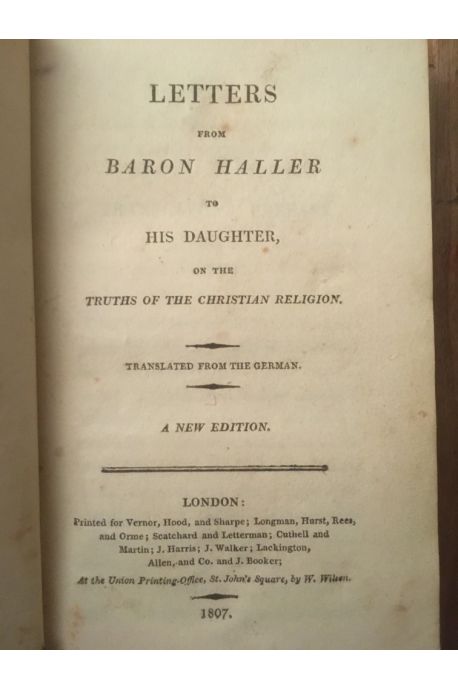 LETTERS
FROM
BARON HALLER
TO
HIS DAUGHTER,
ON THE
TRUTHS OF THE CHRISTIAN RELIGION.
TRANSLATED FROM THE GERMAN.
A NEW EDITION.
LONDON:
Printed for Vernor, Hood, and Sharpe; Longman, Hurst, Rees,
and Orme; Scatchard and Letterman; Cuthell and
Martin; J. Harris; J. Walker; Lackington,
Allen, and Co. and J. Booker;
At the Union Printing-Office, St. John's Square, by W. Wilson.
1807.